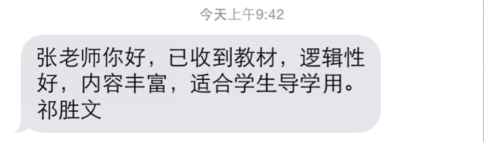 今天上午9:42
张老师你好，已收到教材，逻辑性
好，内容丰富，适合学生导学用。
祁胜文